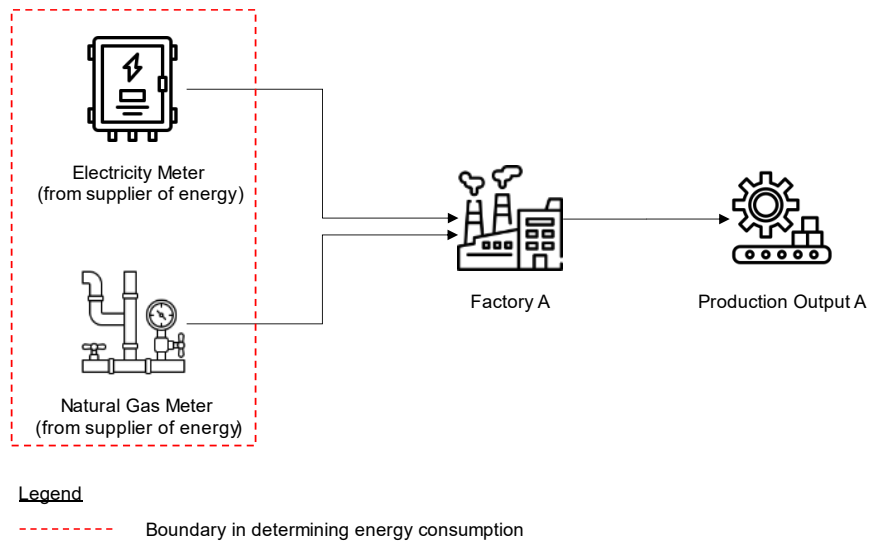 Electricity Meter
(from supplier of energy)
Factory A
Production Output A
Natural Gas Meter
(from supplier of energy)
Legend
Boundary in determining energy consumption